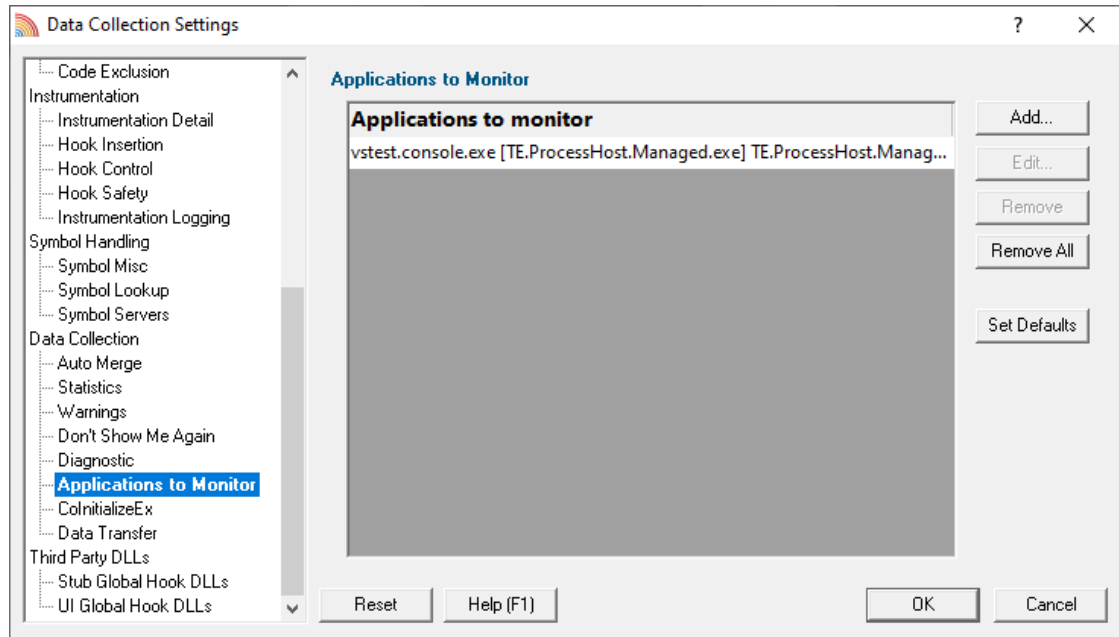 Data Collection Settings
?
Code Exclusion
Instrumentation
Instrumentation Detail
Hook Insertion
Hook Control
Hook Safety
Instrumentation Logging
Symbol Handling
Symbol Misc
Symbol Lookup
Symbol Servers
Data Collection
Auto Merge
Statistics
Warnings
Don't Show Me Again
Diagnostic
Applications to Monitor
CoInitializeEx
Data Transfer
Third Party DLLs
Stub Global Hook DLLs
UI Global Hook DLLs
Applications to Monitor
Applications to monitor
vstest.console.exe [TE.ProcessHost.Managed.exe] TE.ProcessHost.Manag...
Add...
Edit...
Remove
Remove All
Set Defaults
Reset
Help (F1)
OK
Cancel